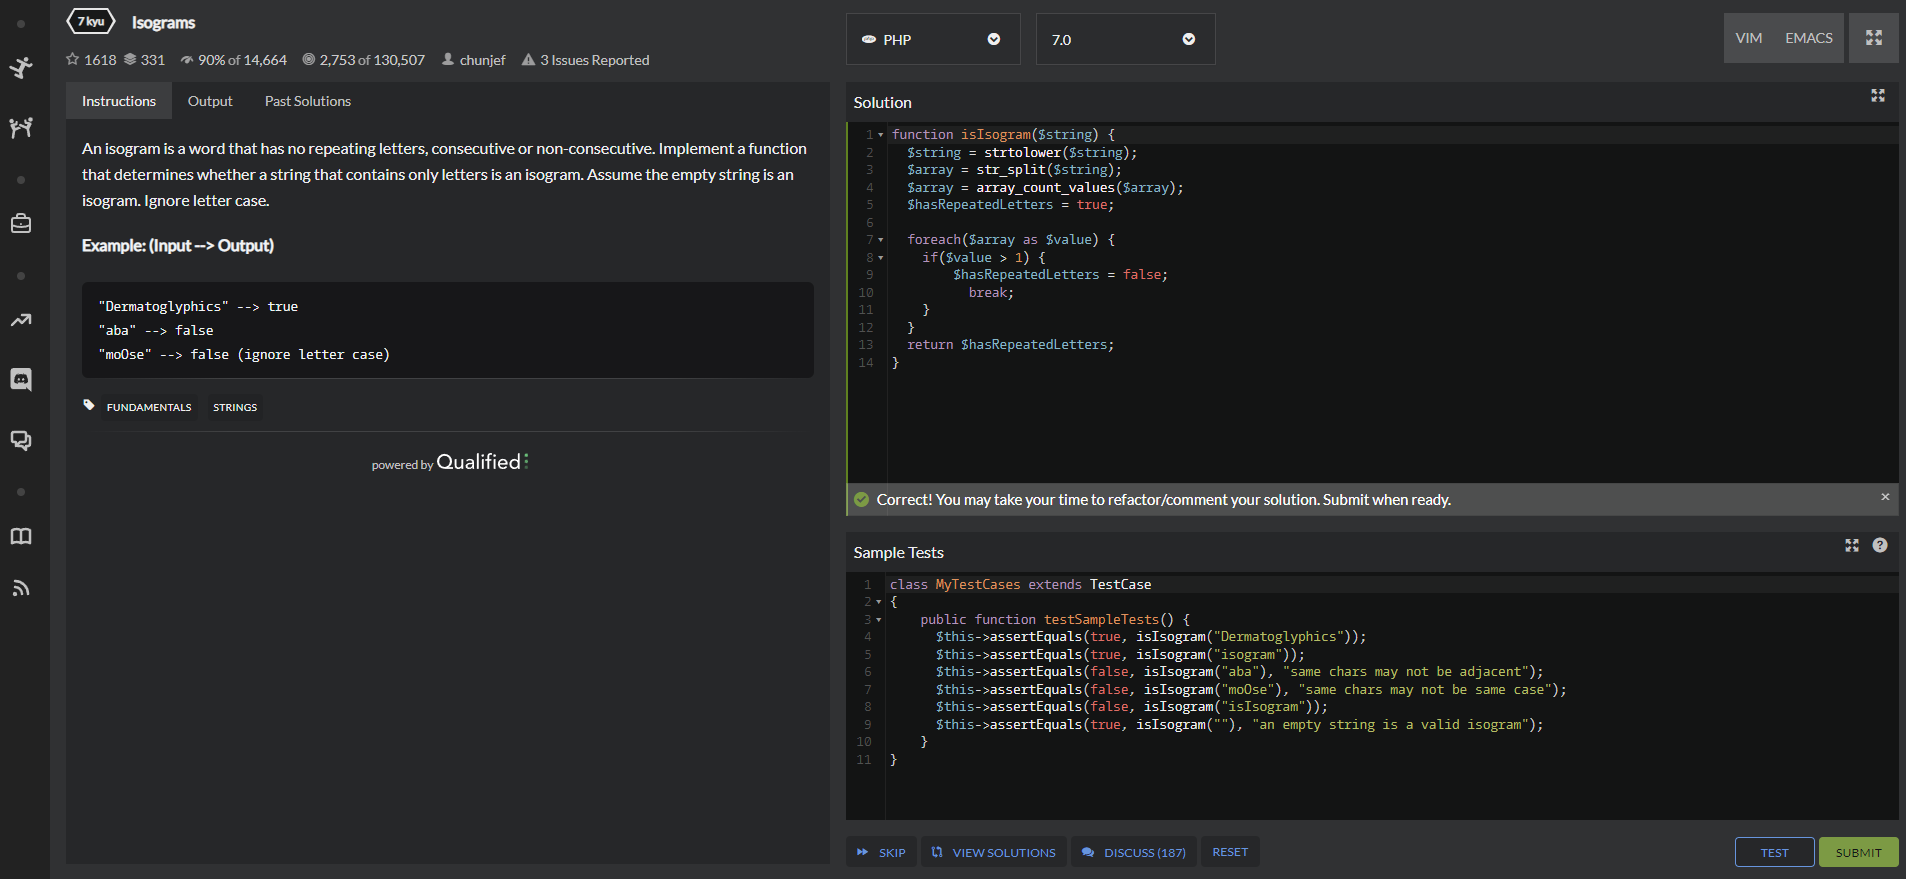 7 kyu
Isograms
1618 331 90% of 14,664 2,753 of 130,507 chunjef 3 Issues Reported
Instructions Output Past Solutions
An isogram is a word that has no repeating letters, consecutive or non-consecutive. Implement a function
that determines whether a string that contains only letters is an isogram. Assume the empty string is an
isogram. Ignore letter case.
Example: (Input --> Output)
"Dermatoglyphics" --> true
"aba" --> false
"moOse" --> false (ignore letter case)
FUNDAMENTALS STRINGS
powered by Qualified
php PHP
7.0
VIM EMACS
Solution
1 function isIsogram($string) {
2 $string = strtolower($string);
3 $array = str_split($string);
4 $array = array_count_values($array);
5 $hasRepeatedLetters = true;
6
7 foreach($array as $value) {
8 if($value > 1) {
9 $hasRepeatedLetters = false;
10 break;
11 }
12 }
13 return $hasRepeatedLetters;
14 }
Correct! You may take your time to refactor/comment your solution. Submit when ready.
Sample Tests
1 class MyTestCases extends TestCase
2 {
3 public function testSampleTests() {
4 $this->assertEquals(true, isIsogram("Dermatoglyphics"));
5 $this->assertEquals(true, isIsogram("isogram"));
6 $this->assertEquals(false, isIsogram("aba"), "same chars may not be adjacent");
7 $this->assertEquals(false, isIsogram("moOse"), "same chars may not be same case");
8 $this->assertEquals(false, isIsogram("isIsogram"));
9 $this->assertEquals(true, isIsogram(""), "an empty string is a valid isogram");
10 }
11 }
SKIP VIEW SOLUTIONS DISCUSS (187) RESET
TEST SUBMIT